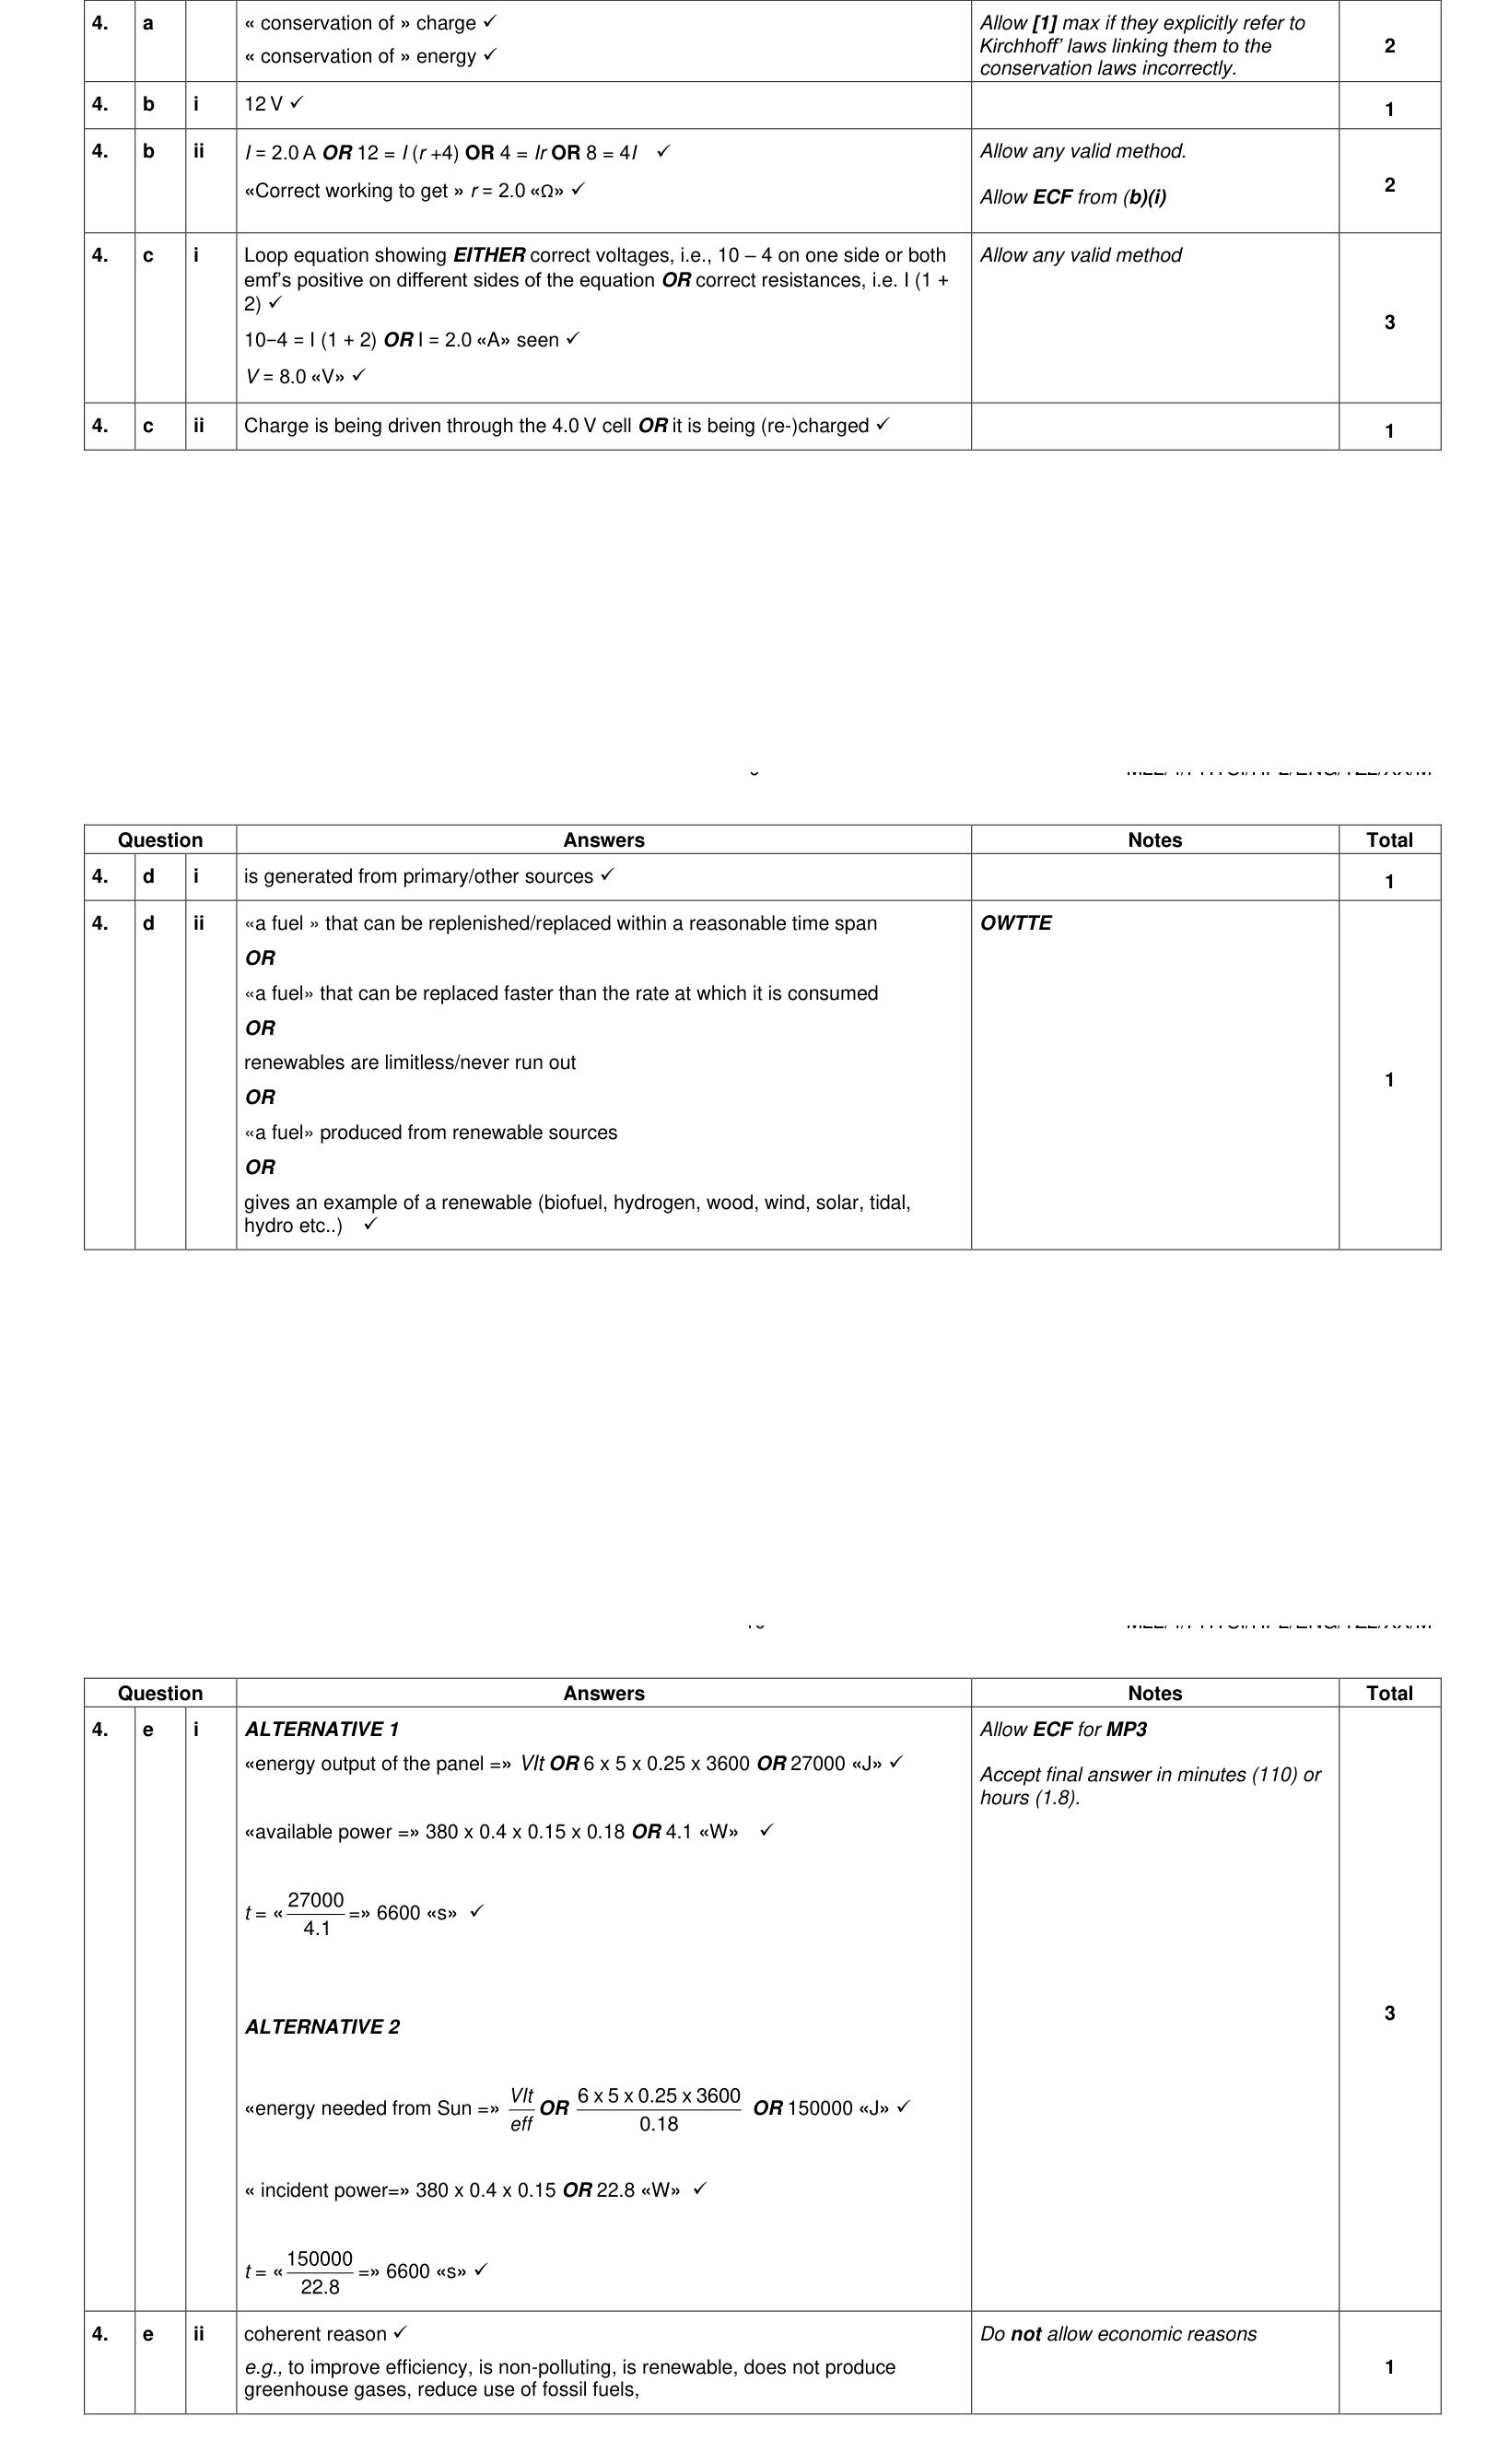 4. a « conservation of » charge ✓ Allow [1] max if they explicitly refer to
« conservation of » energy ✓ Kirchhoff' laws linking them to the
conservation laws incorrectly.
2
4. b i 12 V ✓ 1
4. b ii I = 2.0 A OR 12 = I (r +4) OR 4 = Ir OR 8 = 4I ✓ Allow any valid method.
«Correct working to get » r = 2.0 «Ω» ✓ Allow ECF from (b)(i)
2
4. c i Loop equation showing EITHER correct voltages, i.e., 10 – 4 on one side or both Allow any valid method
emf's positive on different sides of the equation OR correct resistances, i.e. I (1 +
2) ✓
10−4 = I (1 + 2) OR I = 2.0 «A» seen ✓
V = 8.0 «V» ✓
3
4. c ii Charge is being driven through the 4.0 V cell OR it is being (re-)charged ✓ 1
Question Answers Notes Total
4. d i is generated from primary/other sources ✓ 1
4. d ii «a fuel » that can be replenished/replaced within a reasonable time span OWTTE
OR
«a fuel» that can be replaced faster than the rate at which it is consumed
OR
renewables are limitless/never run out
OR
«a fuel» produced from renewable sources
OR
gives an example of a renewable (biofuel, hydrogen, wood, wind, solar, tidal,
hydro etc..) ✓
1
Question Answers Notes Total
4. e i ALTERNATIVE 1 Allow ECF for MP3
«energy output of the panel =» VIt OR 6 x 5 x 0.25 x 3600 OR 27000 «J» ✓
Accept final answer in minutes (110) or
hours (1.8).
«available power =» 380 x 0.4 x 0.15 x 0.18 OR 4.1 «W» ✓
t = « 27000/4.1 =» 6600 «s» ✓
3
ALTERNATIVE 2
«energy needed from Sun =» VIt/eff OR 6 x 5 x 0.25 x 3600/0.18 OR 150000 «J» ✓
« incident power=» 380 x 0.4 x 0.15 OR 22.8 «W» ✓
t = « 150000/22.8 =» 6600 «s» ✓
4. e ii coherent reason ✓ Do not allow economic reasons
e.g., to improve efficiency, is non-polluting, is renewable, does not produce
greenhouse gases, reduce use of fossil fuels,
1